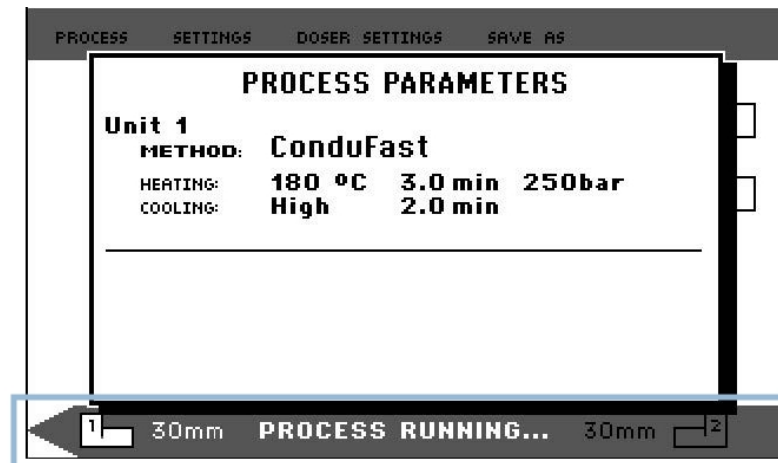 PROCESS SETTINGS DOSER SETTINGS SAVE AS
PROCESS PARAMETERS
Unit 1
METHOD: ConduFast
HEATING: 180 ºC 3.0 min 250bar
COOLING: High 2.0 min
1 30mm PROCESS RUNNING... 30mm 2